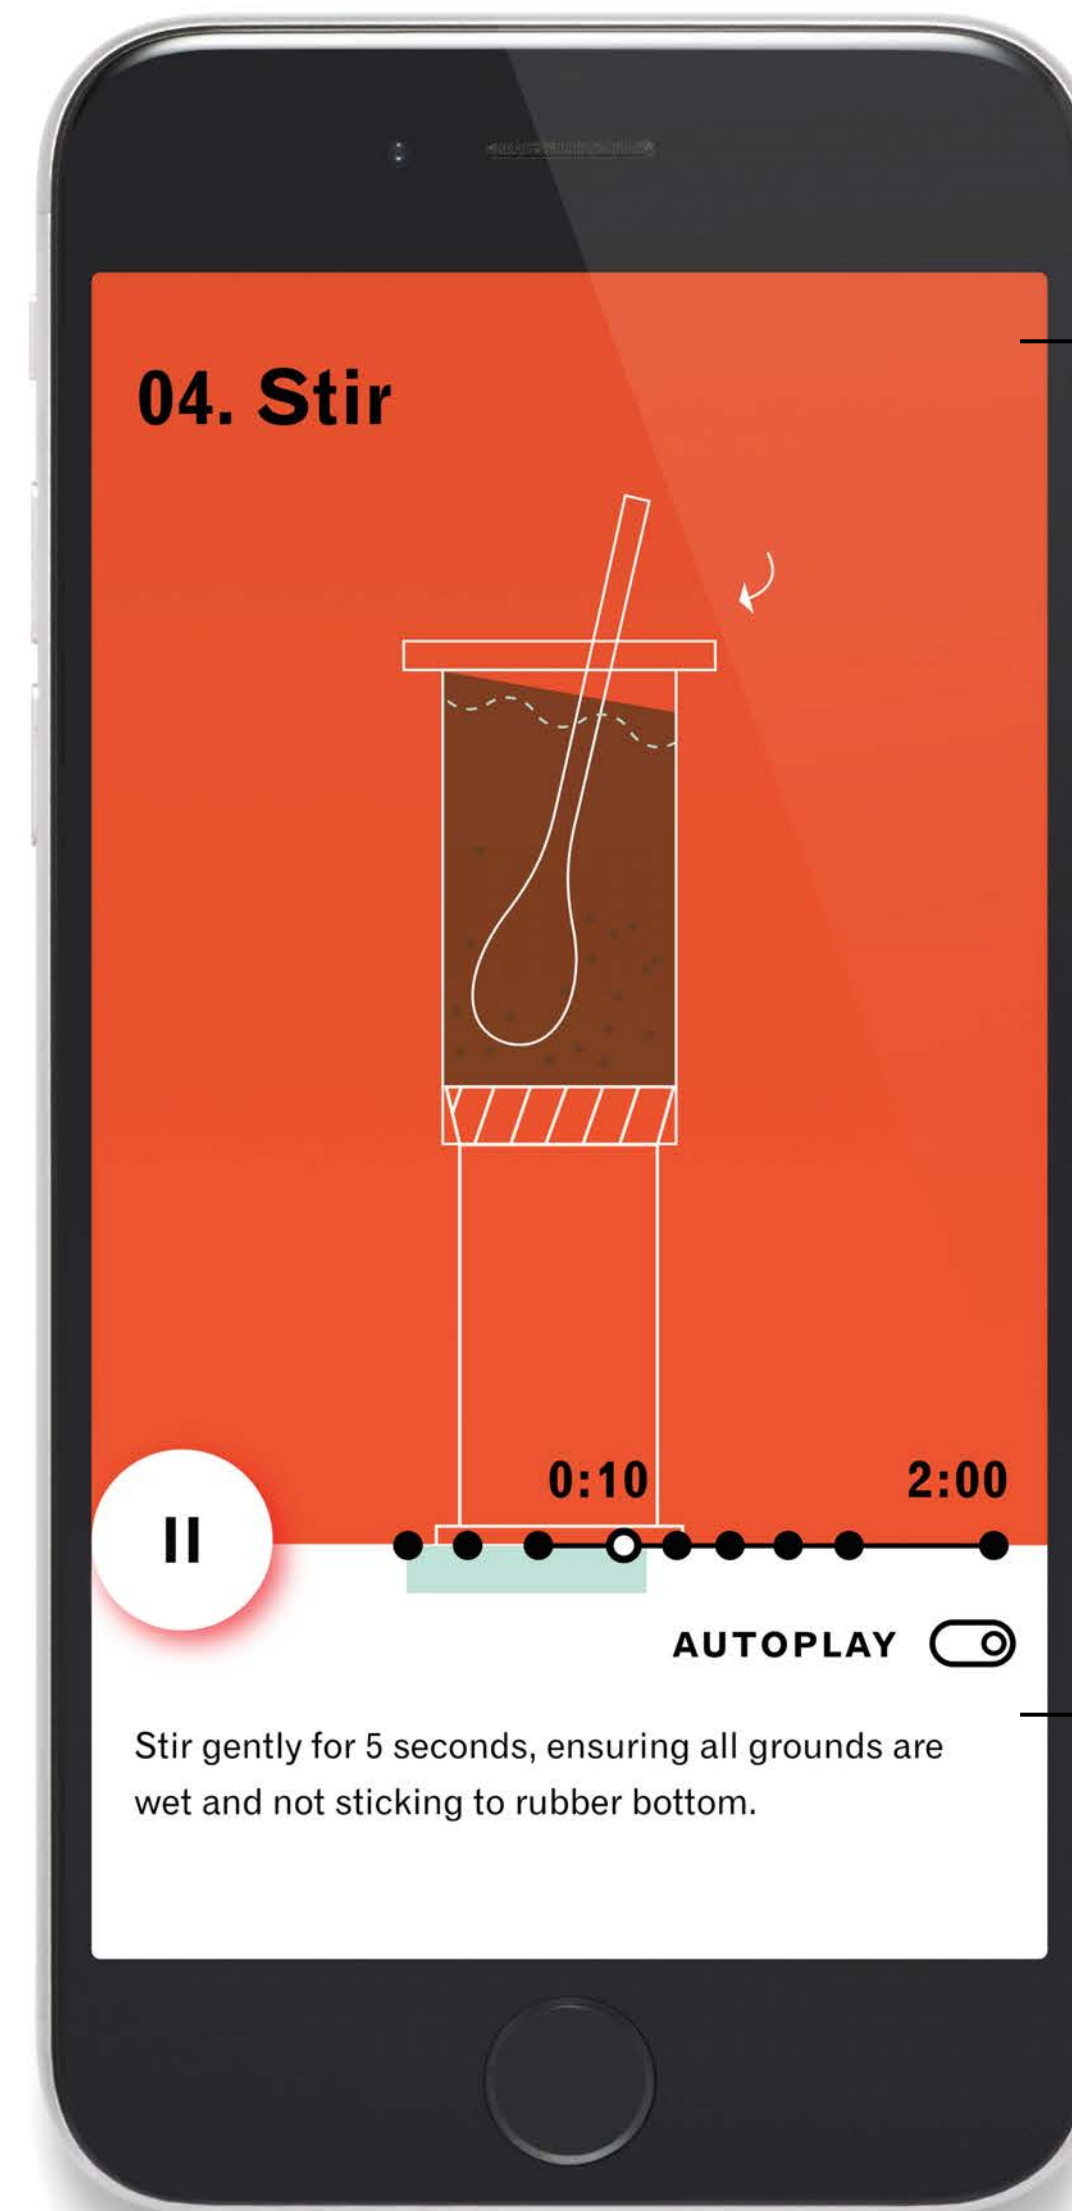 04. Stir
0:10
2:00
AUTOPLAY
Stir gently for 5 seconds, ensuring all grounds are
wet and not sticking to rubber bottom.